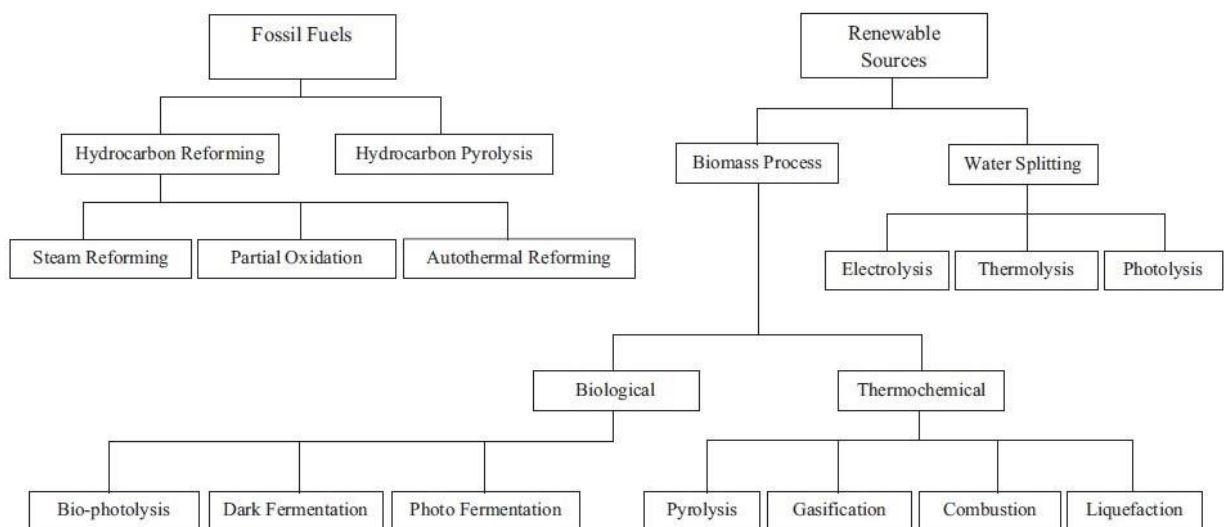 Fossil Fuels
Renewable
Sources
Hydrocarbon Reforming
Hydrocarbon Pyrolysis
Biomass Process
Water Splitting
Steam Reforming
Partial Oxidation
Autothermal Reforming
Electrolysis
Thermolysis
Photolysis
Biological
Thermochemical
Bio-photolysis
Dark Fermentation
Photo Fermentation
Pyrolysis
Gasification
Combustion
Liquefaction